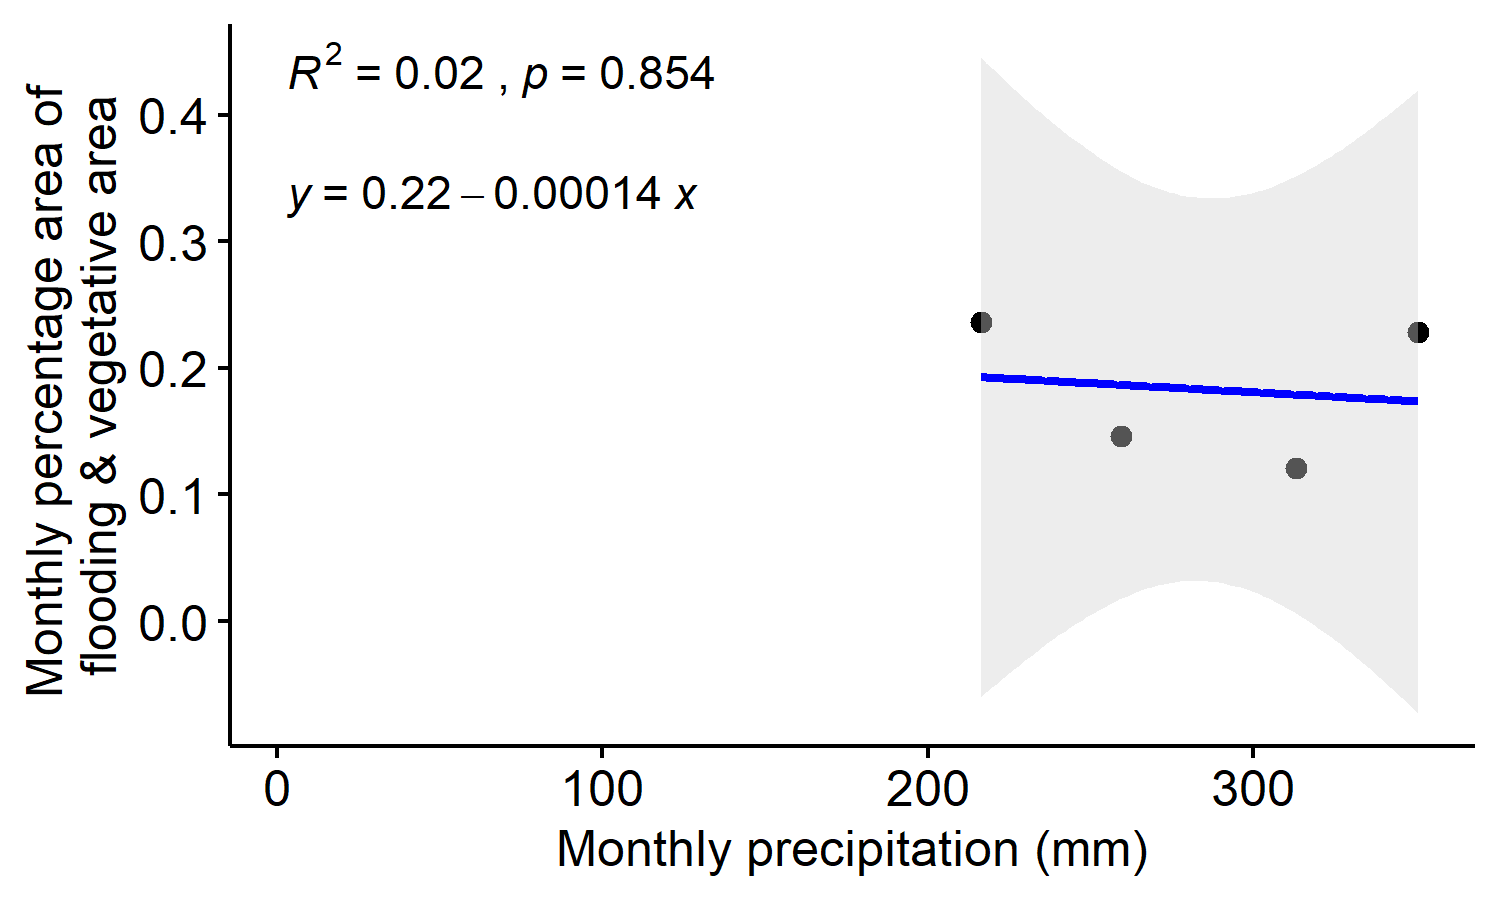 R² = 0.02 , p = 0.854
y = 0.22 – 0.00014 x
Monthly percentage area of
flooding & vegetative area
0.4
0.3
0.2
0.1
0.0
0 100 200 300
Monthly precipitation (mm)